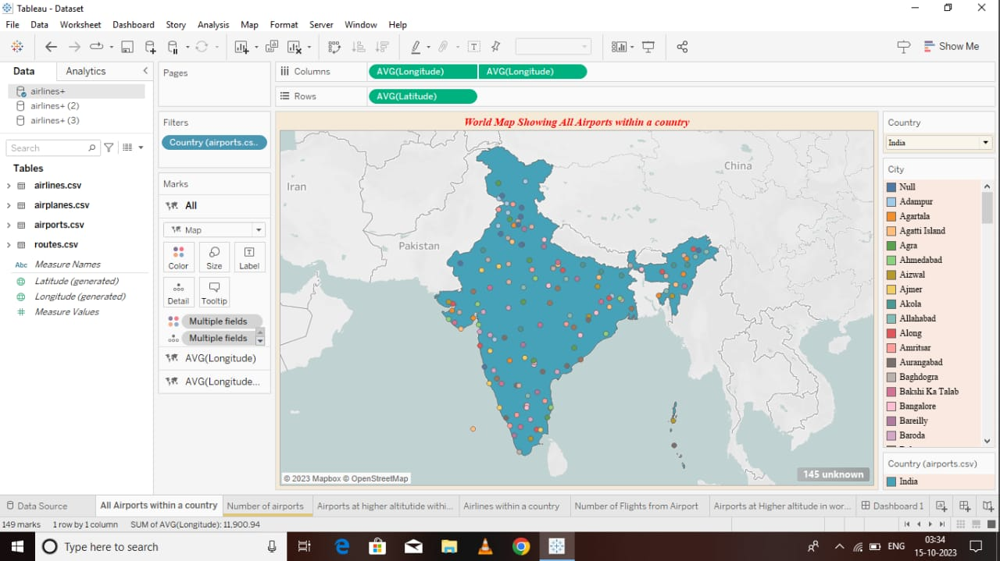 Tableau - Dataset
File Data Worksheet Dashboard Story Analysis Map Format Server Window Help
Show Me
Data Analytics
airlines+
airlines+ (2)
airlines+ (3)
Search
Tables
airlines.csv
airplanes.csv
airports.csv
routes.csv
Abc Measure Names
Latitude (generated)
Longitude (generated)
# Measure Values
Pages
Filters
Country (airports.cs..
Marks
All
Map
Color Size Label
Detail Tooltip
Multiple fields
Multiple fields
AVG(Longitude)
AVG(Longitude...
Columns AVG(Longitude) AVG(Longitude)
Rows AVG(Latitude)
World Map Showing All Airports within a country
Iran
Pakistan
China
© 2023 Mapbox © OpenStreetMap
145 unknown
Country
India
City
Null
Adampur
Agartala
Agatti Island
Agra
Ahmedabad
Aizwal
Ajmer
Akola
Allahabad
Along
Amritsar
Aurangabad
Baghdogra
Bakshi Ka Talab
Bangalore
Bareilly
Baroda
Country (airports.csv)
India
Data Source All Airports within a country Number of airports Airports at higher altitutide withi... Airlines within a country Number of Flights from Airport Airports at Higher altitude in wor... Dashboard 1
149 marks 1 row by 1 column SUM of AVG(Longitude): 11,900.94
Type here to search
ENG
03:34
15-10-2023